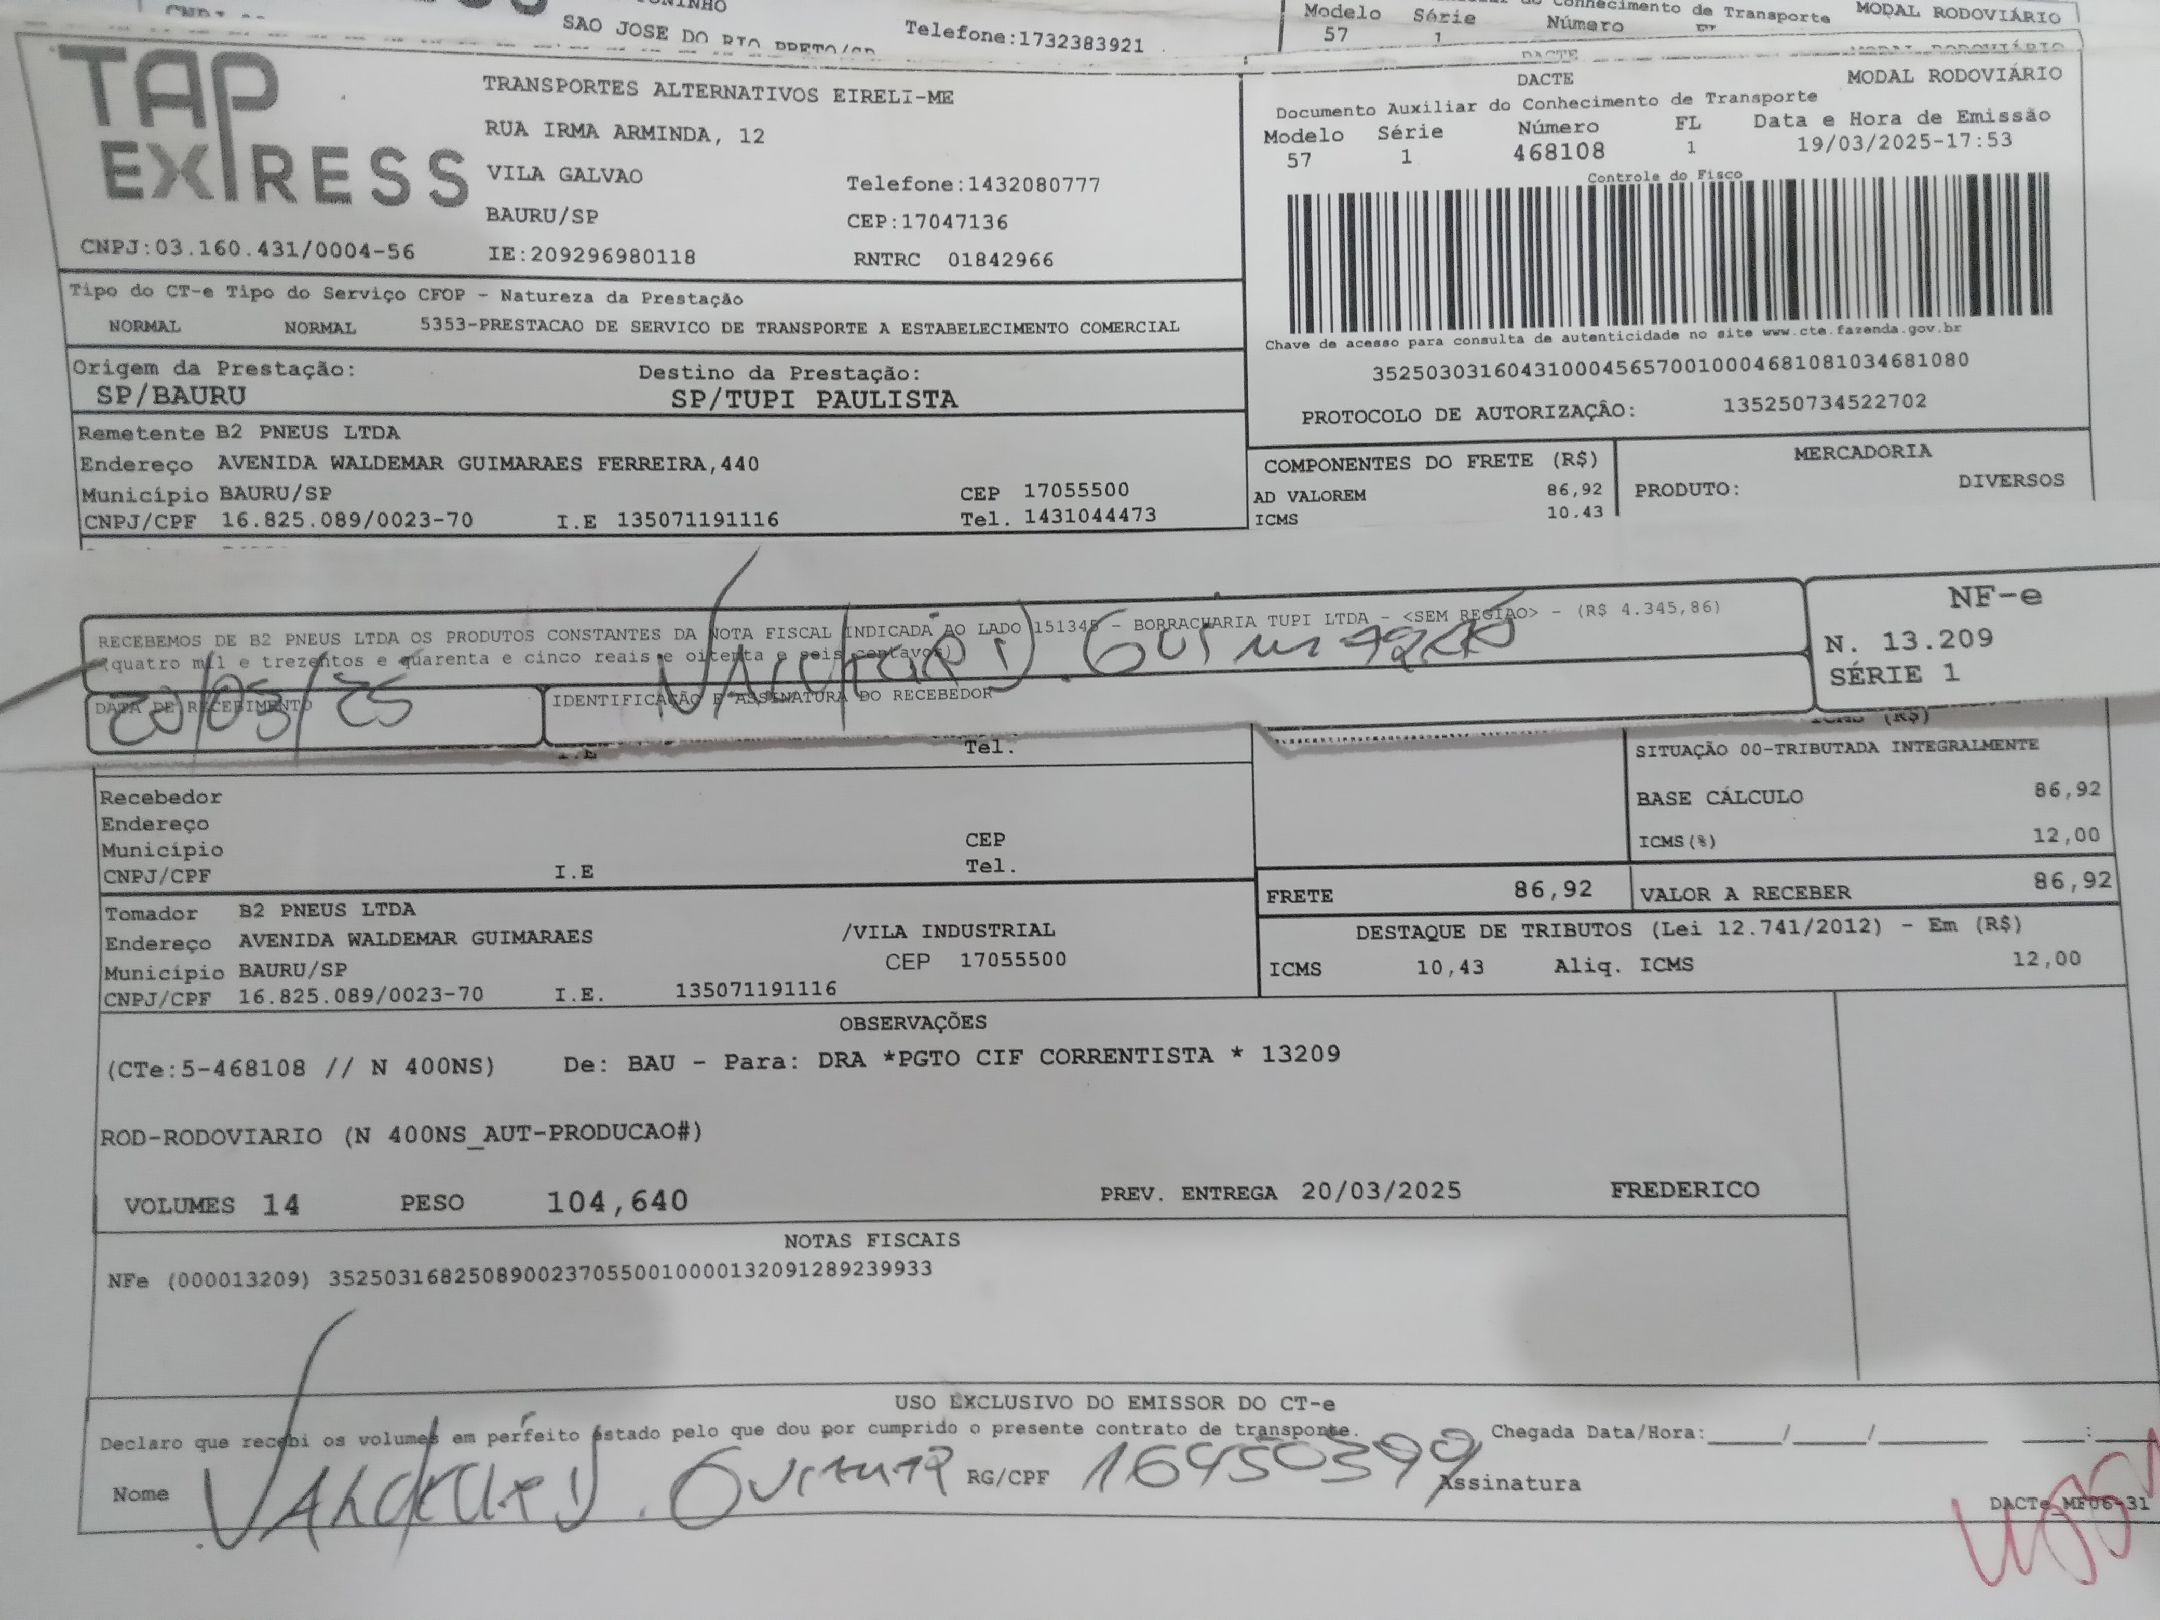 SAO JOSE DO RIO PRETO/SP
Telefone:1732383921
Conhecimento de Transporte MODAL RODOVIÁRIO
Modelo Série Número
57 1
TAP EXPRESS
TRANSPORTES ALTERNATIVOS EIRELI-ME
RUA IRMA ARMINDA, 12
VILA GALVAO Telefone:1432080777
BAURU/SP CEP:17047136
CNPJ:03.160.431/0004-56 IE:209296980118 RNTRC 01842966
DACTE MODAL RODOVIÁRIO
Documento Auxiliar do Conhecimento de Transporte
Modelo Série Número FL Data e Hora de Emissão
57 1 468108 1 19/03/2025-17:53
Controle do Fisco
Chave de acesso para consulta de autenticidade no site www.cte.fazenda.gov.br
35250303160431000456570010004681081034681080
PROTOCOLO DE AUTORIZAÇÃO: 135250734522702
Tipo do CT-e Tipo do Serviço CFOP - Natureza da Prestação
NORMAL NORMAL 5353-PRESTACAO DE SERVICO DE TRANSPORTE A ESTABELECIMENTO COMERCIAL
Origem da Prestação: Destino da Prestação:
SP/BAURU SP/TUPI PAULISTA
Remetente B2 PNEUS LTDA
Endereço AVENIDA WALDEMAR GUIMARAES FERREIRA,440
Município BAURU/SP CEP 17055500
CNPJ/CPF 16.825.089/0023-70 I.E 135071191116 Tel. 1431044473
COMPONENTES DO FRETE (R$) MERCADORIA
AD VALOREM 86,92 PRODUTO: DIVERSOS
ICMS 10.43
RECEBEMOS DE B2 PNEUS LTDA OS PRODUTOS CONSTANTES DA NOTA FISCAL INDICADA AO LADO 151345 - BORRACHARIA TUPI LTDA - <SEM REGIAO> - (R$ 4.345,86)
(quatro mil e trezentos e quarenta e cinco reais e oitenta e seis centavos)
NF-e
N. 13.209
SÉRIE 1
DATA DE RECEBIMENTO IDENTIFICAÇÃO E ASSINATURA DO RECEBEDOR
20/03/25
I.E Tel.
ICMS (R$)
SITUAÇÃO 00-TRIBUTADA INTEGRALMENTE
BASE CÁLCULO 86,92
ICMS(%) 12,00
Recebedor
Endereço
Município CEP
CNPJ/CPF I.E Tel.
FRETE 86,92 VALOR A RECEBER 86,92
Tomador B2 PNEUS LTDA
Endereço AVENIDA WALDEMAR GUIMARAES /VILA INDUSTRIAL
Município BAURU/SP CEP 17055500
CNPJ/CPF 16.825.089/0023-70 I.E. 135071191116
DESTAQUE DE TRIBUTOS (Lei 12.741/2012) - Em (R$)
ICMS 10,43 Aliq. ICMS 12,00
OBSERVAÇÕES
(CTe:5-468108 // N 400NS) De: BAU - Para: DRA *PGTO CIF CORRENTISTA * 13209
ROD-RODOVIARIO (N 400NS_AUT-PRODUCAO#)
VOLUMES 14 PESO 104,640 PREV. ENTREGA 20/03/2025 FREDERICO
NOTAS FISCAIS
NFe (000013209) 35250316825089002370550010000132091289239933
USO EXCLUSIVO DO EMISSOR DO CT-e
Declaro que recebi os volumes em perfeito estado pelo que dou por cumprido o presente contrato de transporte. Chegada Data/Hora:____/____/______ ____:
Nome RG/CPF 16450399 Assinatura
DACTe MF06-31